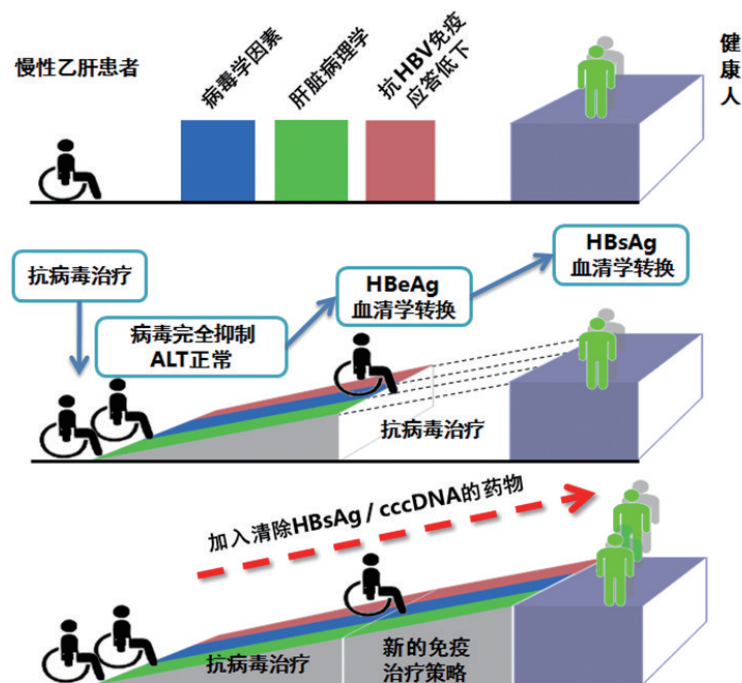 慢性乙肝患者
病毒学因素
肝脏病理学
抗HBV免疫
应答低下
健康人
抗病毒治疗
病毒完全抑制
ALT正常
HBeAg
血清学转换
HBsAg
血清学转换
抗病毒治疗
加入清除HBsAg / cccDNA的药物
抗病毒治疗
新的免疫
治疗策略